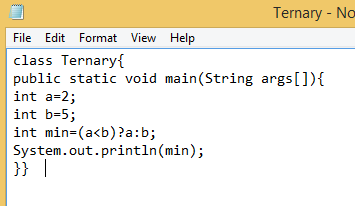 Ternary - No
File Edit Format View Help
class Ternary{
public static void main(String args[]){
int a=2;
int b=5;
int min=(a<b)?a:b;
System.out.println(min);
}}